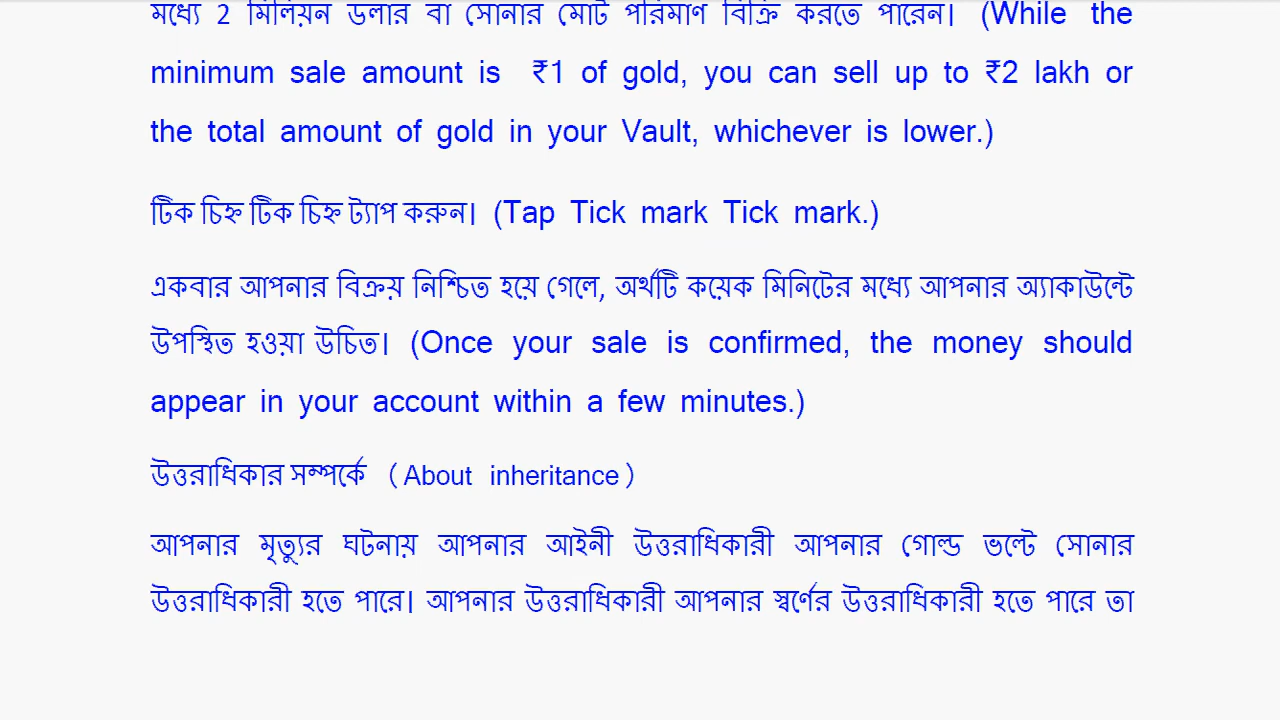 মধ্যে 2 মিলিয়ন ডলার বা সোনার মোট পরিমাণ বিক্রি করতে পারেন। (While the
minimum sale amount is ₹1 of gold, you can sell up to ₹2 lakh or
the total amount of gold in your Vault, whichever is lower.)
টিক চিহ্ন টিক চিহ্ন ট্যাপ করুন। (Tap Tick mark Tick mark.)
একবার আপনার বিক্রয় নিশ্চিত হয়ে গেলে, অর্থটি কয়েক মিনিটের মধ্যে আপনার অ্যাকাউন্টে
উপস্থিত হওয়া উচিত। (Once your sale is confirmed, the money should
appear in your account within a few minutes.)
উত্তরাধিকার সম্পর্কে (About inheritance)
আপনার মৃত্যুর ঘটনায় আপনার আইনী উত্তরাধিকারী আপনার গোল্ড ভল্টে সোনার
উত্তরাধিকারী হতে পারে। আপনার উত্তরাধিকারী আপনার স্বর্ণের উত্তরাধিকারী হতে পারে তা